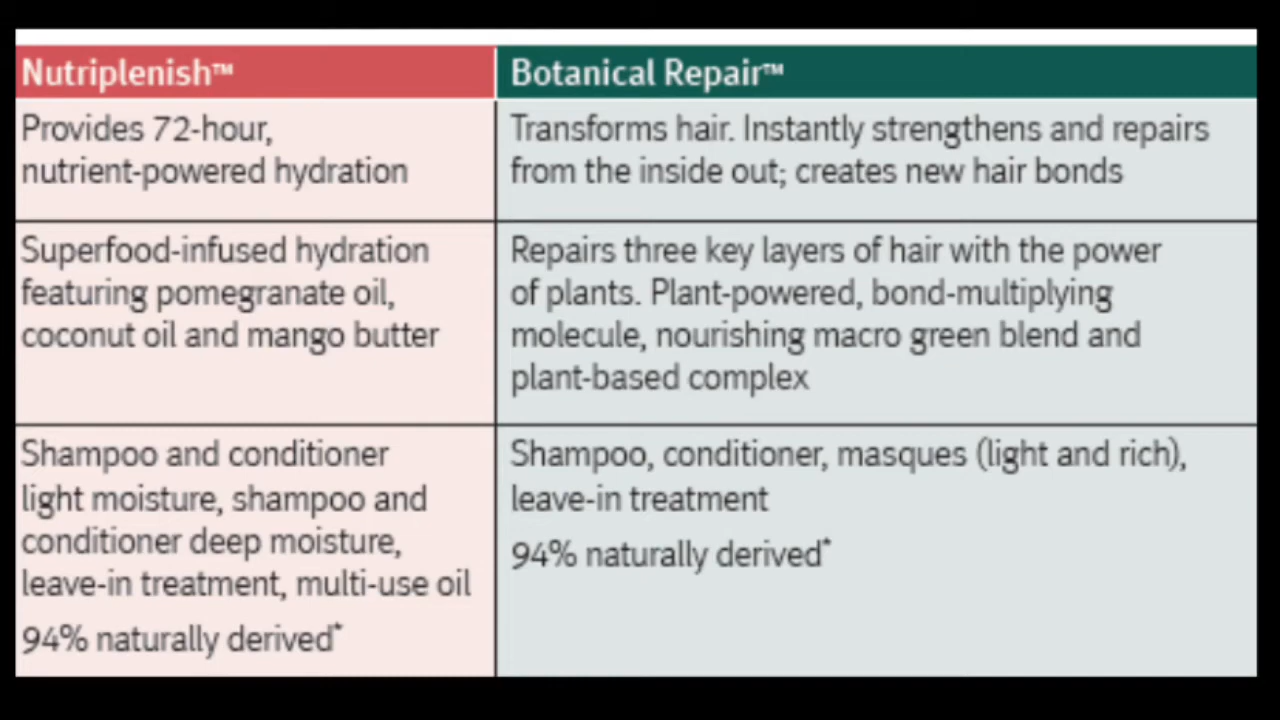 Nutriplenish™
Botanical Repair™
Provides 72-hour,
nutrient-powered hydration
Transforms hair. Instantly strengthens and repairs
from the inside out; creates new hair bonds
Superfood-infused hydration
featuring pomegranate oil,
coconut oil and mango butter
Repairs three key layers of hair with the power
of plants. Plant-powered, bond-multiplying
molecule, nourishing macro green blend and
plant-based complex
Shampoo and conditioner
light moisture, shampoo and
conditioner deep moisture,
leave-in treatment, multi-use oil
94% naturally derived*
Shampoo, conditioner, masques (light and rich),
leave-in treatment
94% naturally derived*